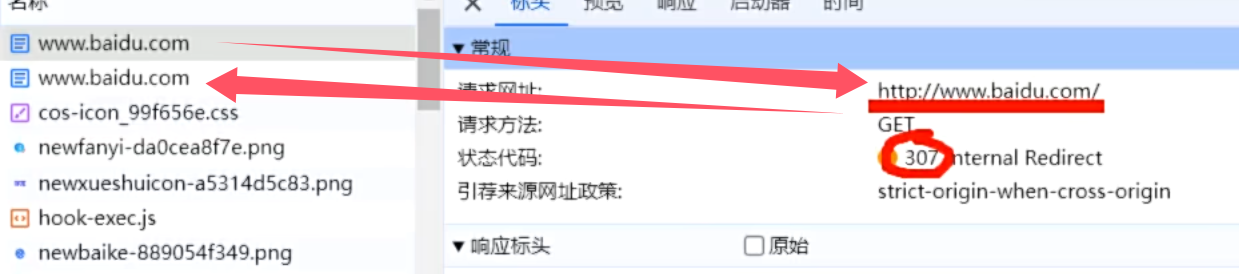 名称
www.baidu.com
www.baidu.com
cos-icon_99f656e.css
newfanyi-da0cea8f7e.png
newxueshuicon-a5314d5c83.png
hook-exec.js
newbaike-889054f349.png
标头 预览 响应 启动器 时间
常规
请求网址: http://www.baidu.com/
请求方法: GET
状态代码: 307 Internal Redirect
引荐来源网址政策: strict-origin-when-cross-origin
响应标头 原始